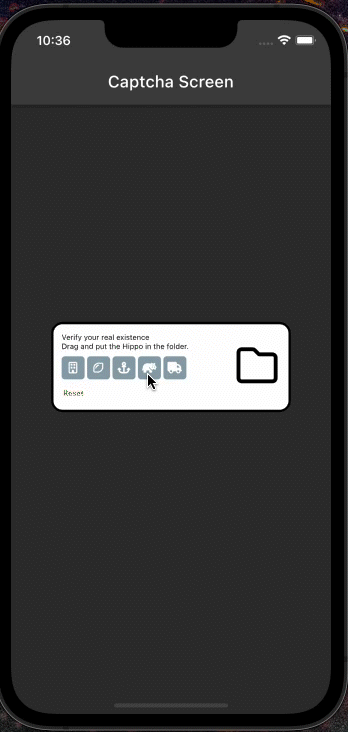 10:36
Captcha Screen
Verify your real existence
Drag and put the Hippo in the folder.
Reset